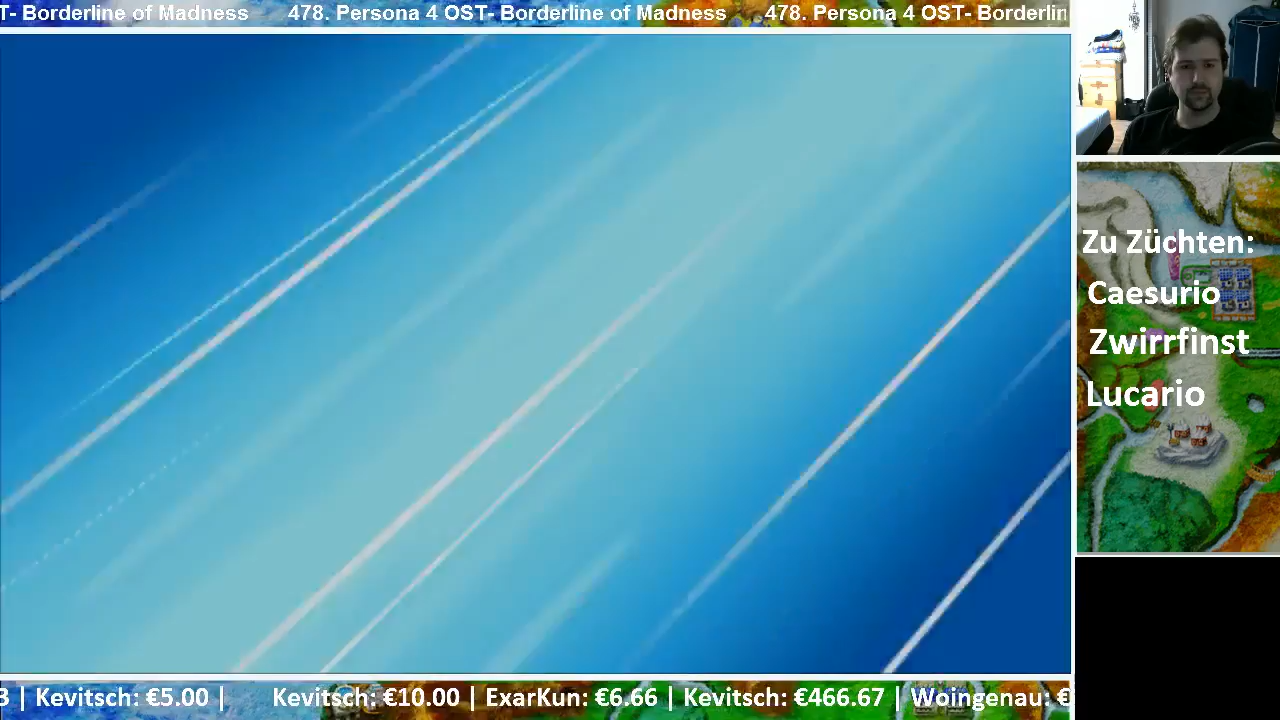 T- Borderline of Madness 478. Persona 4 OST- Borderline of Madness 478. Persona 4 OST- Borderlin
Zu Züchten:
Caesurio
Zwirrfinst
Lucario
3 | Kevitsch: €5.00 | Kevitsch: €10.00 | ExarKun: €6.66 | Kevitsch: €466.67 | Woingenau: €